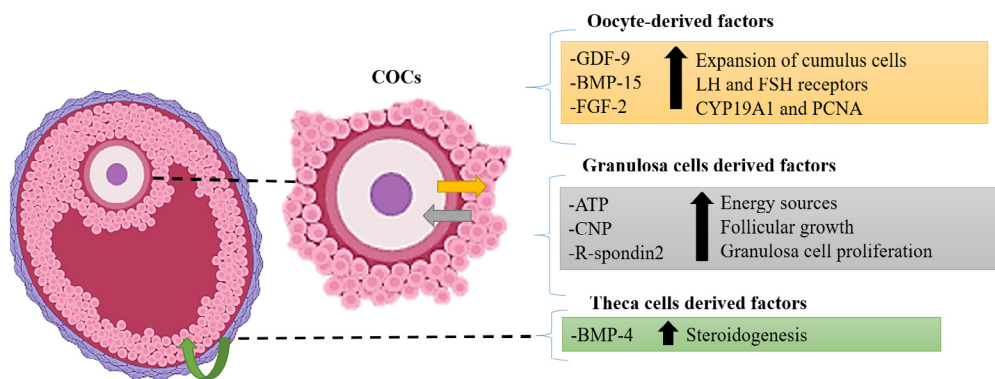 Oocyte-derived factors
COCs
-GDF-9 Expansion of cumulus cells
-BMP-15 LH and FSH receptors
-FGF-2 CYP19A1 and PCNA
Granulosa cells derived factors
-ATP Energy sources
-CNP Follicular growth
-R-spondin2 Granulosa cell proliferation
Theca cells derived factors
-BMP-4 Steroidogenesis